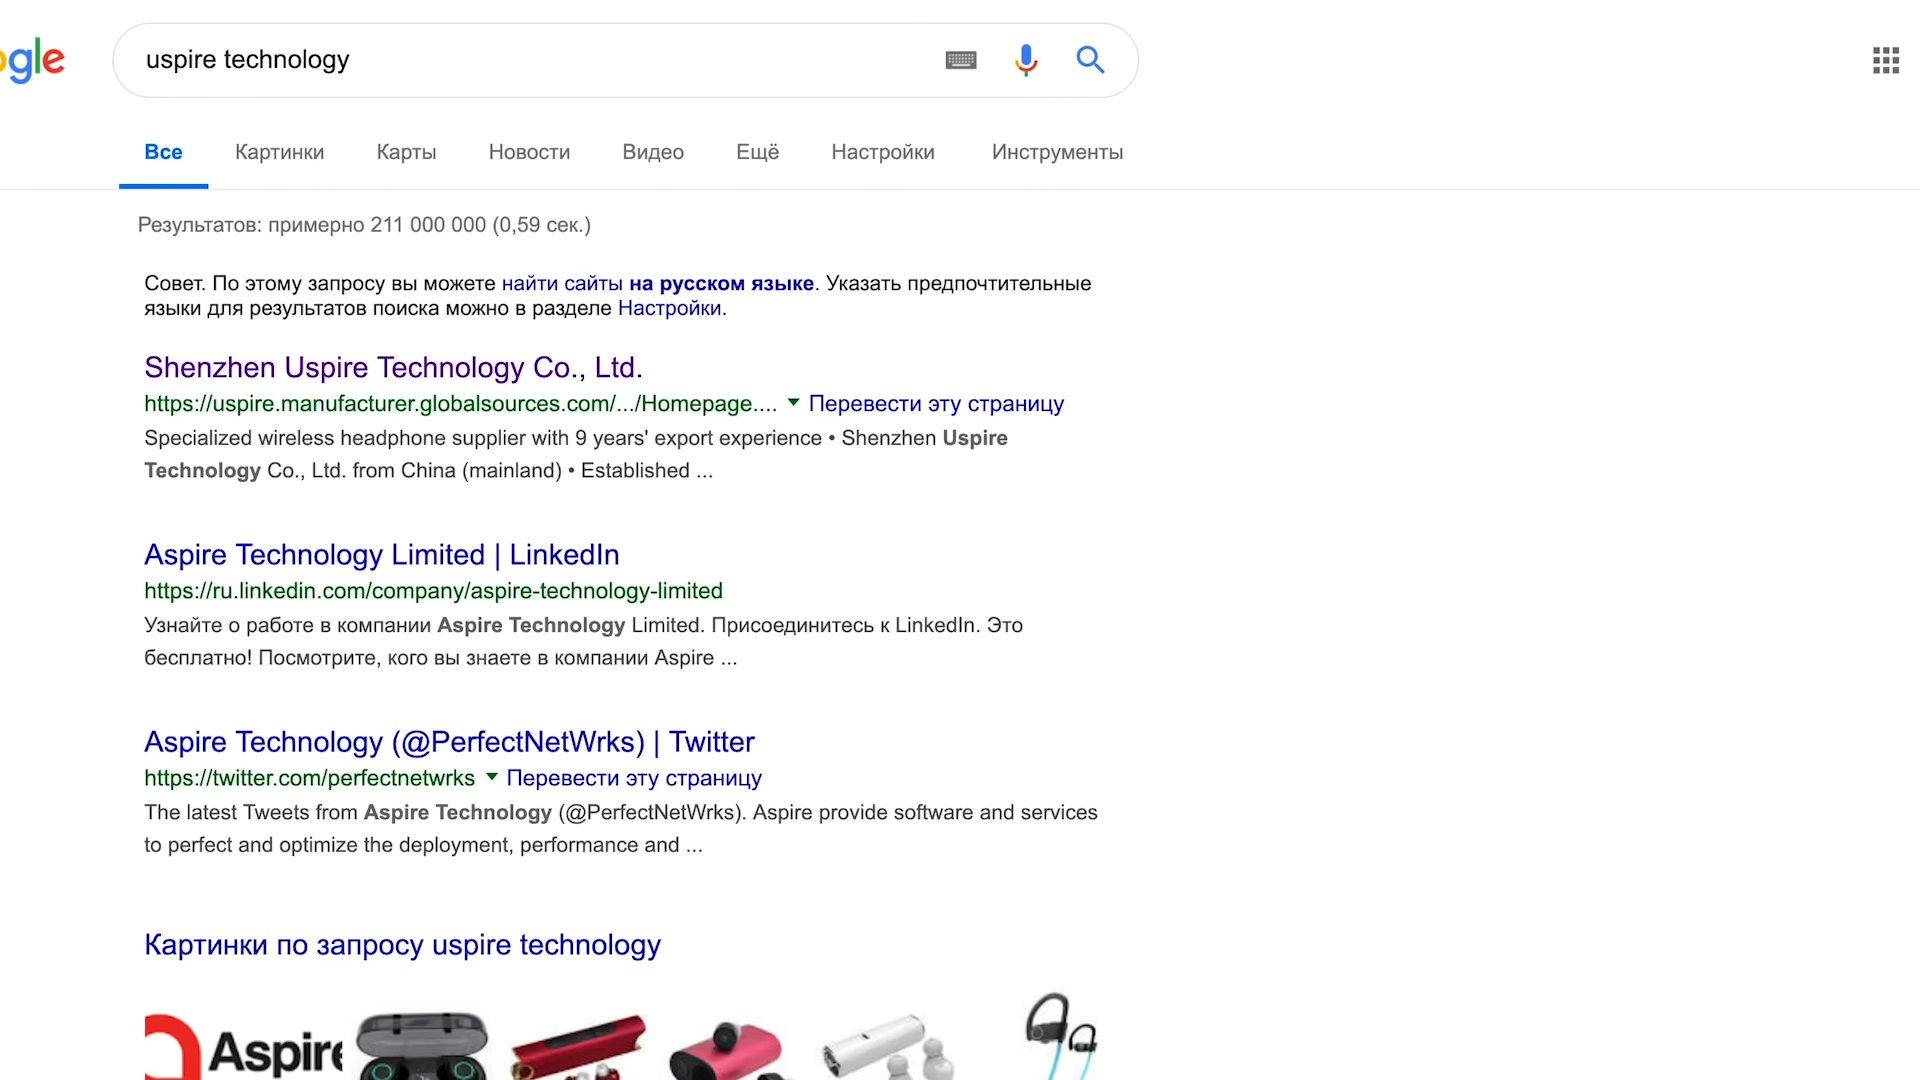 gle
uspire technology
Все Картинки Карты Новости Видео Ещё Настройки Инструменты
Результатов: примерно 211 000 000 (0,59 сек.)
Совет. По этому запросу вы можете найти сайты на русском языке. Указать предпочтительные
языки для результатов поиска можно в разделе Настройки.
Shenzhen Uspire Technology Co., Ltd.
https://uspire.manufacturer.globalsources.com/.../Homepage.... Перевести эту страницу
Specialized wireless headphone supplier with 9 years' export experience • Shenzhen Uspire
Technology Co., Ltd. from China (mainland) • Established ...
Aspire Technology Limited | LinkedIn
https://ru.linkedin.com/company/aspire-technology-limited
Узнайте о работе в компании Aspire Technology Limited. Присоединитесь к LinkedIn. Это
бесплатно! Посмотрите, кого вы знаете в компании Aspire ...
Aspire Technology (@PerfectNetWrks) | Twitter
https://twitter.com/perfectnetwrks Перевести эту страницу
The latest Tweets from Aspire Technology (@PerfectNetWrks). Aspire provide software and services
to perfect and optimize the deployment, performance and ...
Картинки по запросу uspire technology
Aspire